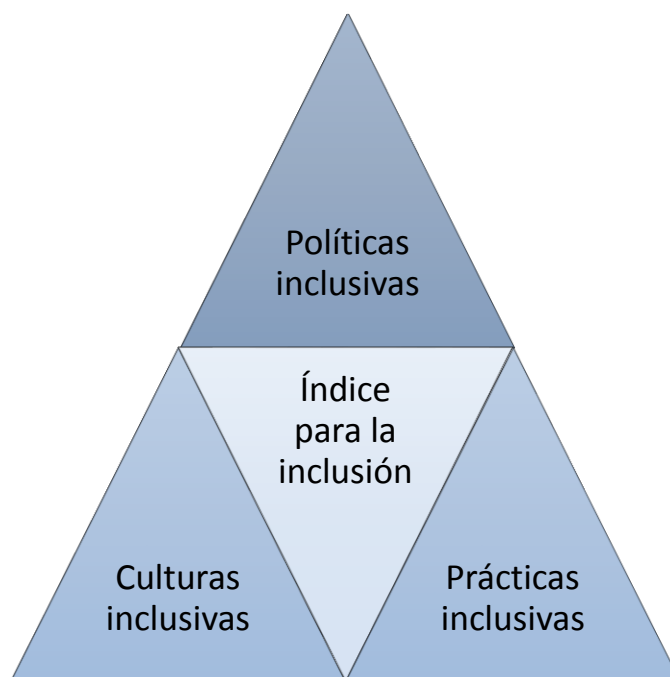 Políticas
inclusivas
Índice
para la
inclusión
Culturas
inclusivas
Prácticas
inclusivas